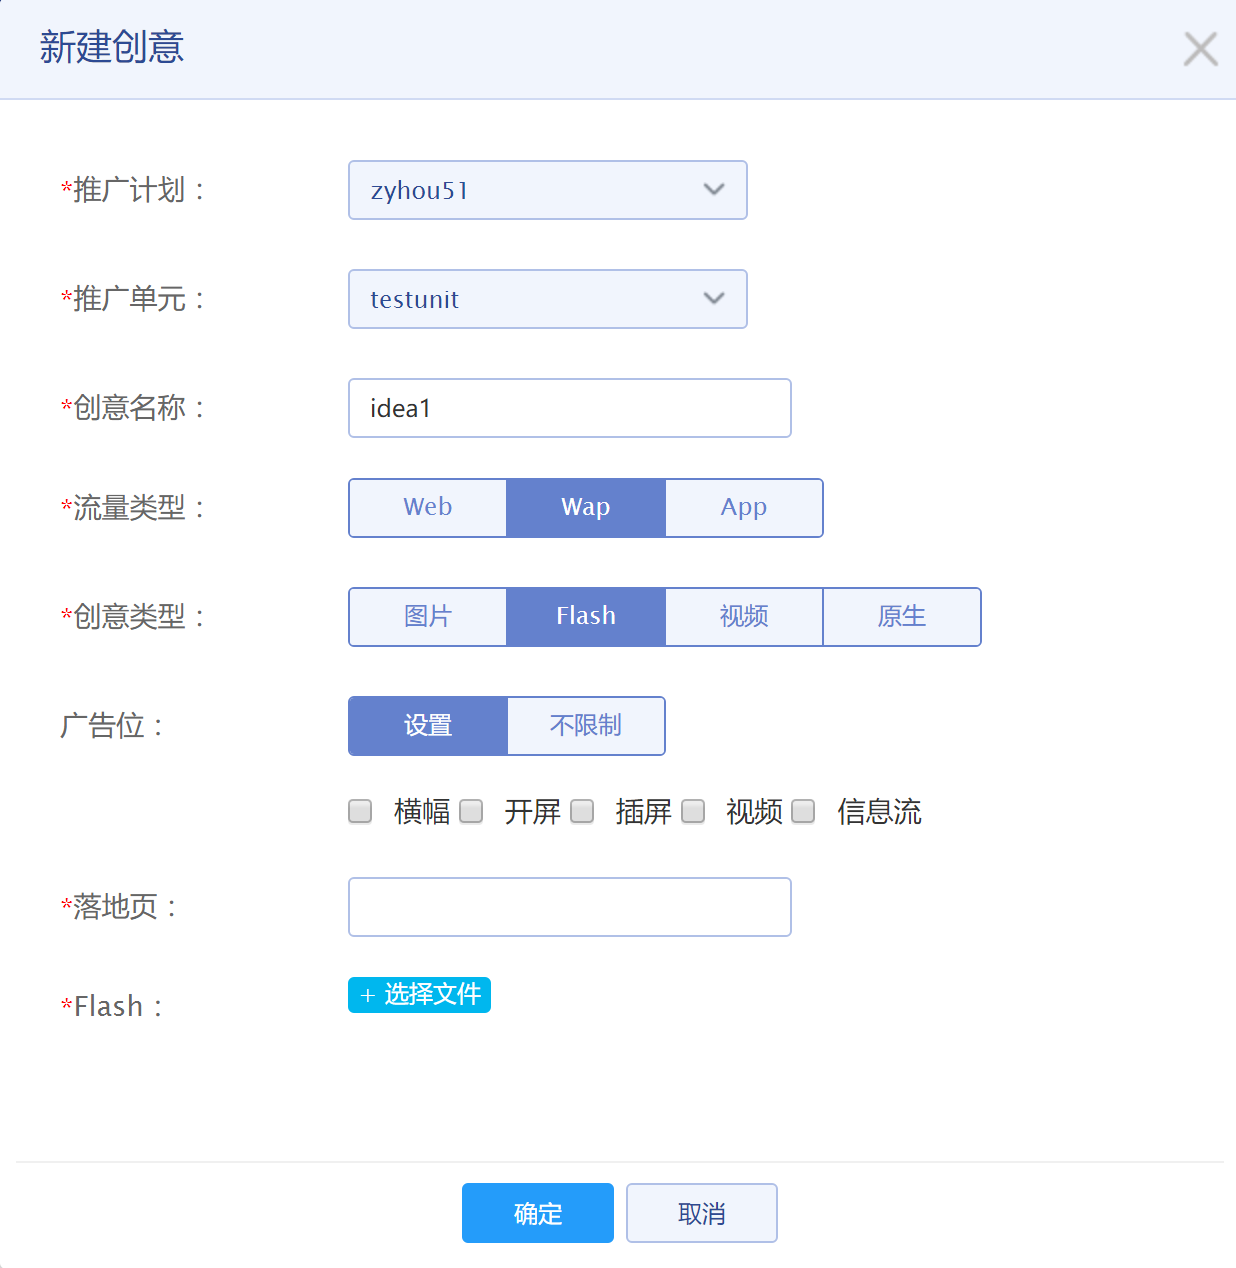 新建创意
*推广计划： zyhou51
*推广单元： testunit
*创意名称： idea1
*流量类型： Web Wap App
*创意类型： 图片 Flash 视频 原生
广告位： 设置 不限制
横幅 开屏 插屏 视频 信息流
*落地页：
*Flash： + 选择文件
确定 取消